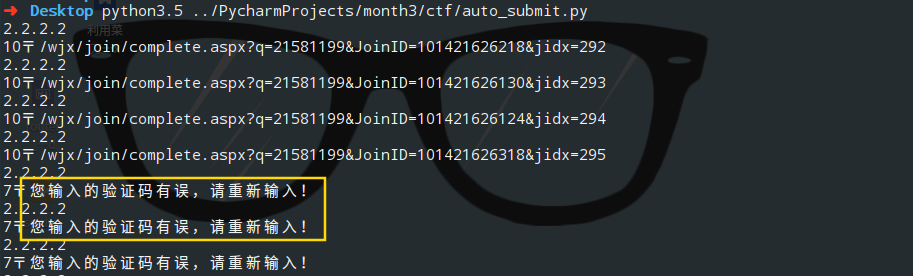 ➜ Desktop python3.5 ../PycharmProjects/month3/ctf/auto_submit.py
2.2.2.2
10〒/wjx/join/complete.aspx?q=21581199&JoinID=101421626218&jidx=292
2.2.2.2
10〒/wjx/join/complete.aspx?q=21581199&JoinID=101421626130&jidx=293
2.2.2.2
10〒/wjx/join/complete.aspx?q=21581199&JoinID=101421626124&jidx=294
2.2.2.2
10〒/wjx/join/complete.aspx?q=21581199&JoinID=101421626318&jidx=295
2.2.2.2
7〒您输入的验证码有误，请重新输入！
2.2.2.2
7〒您输入的验证码有误，请重新输入！
2.2.2.2
7〒您输入的验证码有误，请重新输入！